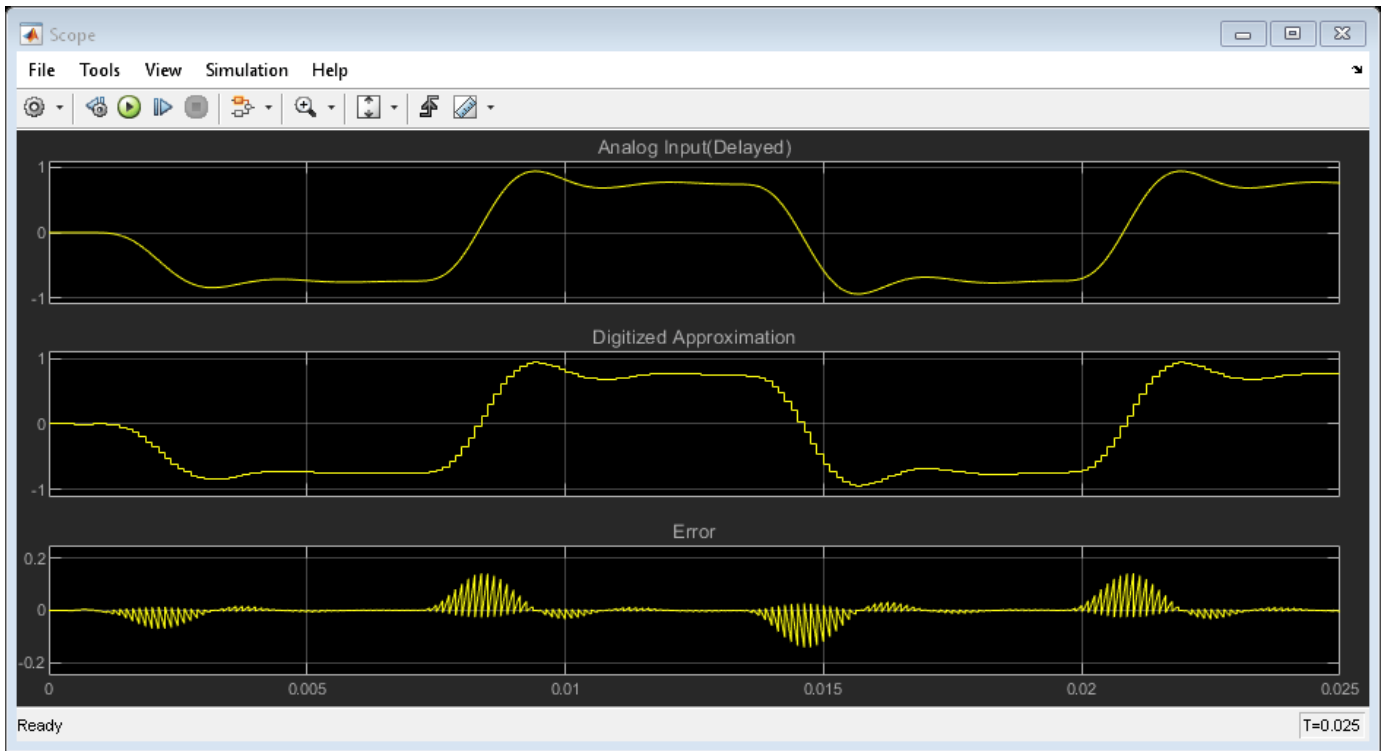 Scope
File Tools View Simulation Help
Analog Input(Delayed)
1
0
-1
Digitized Approximation
1
0
-1
Error
0.2
0
-0.2
0 0.005 0.01 0.015 0.02 0.025
Ready T=0.025